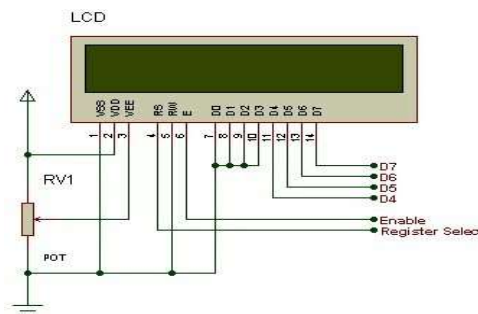 LCD
VSS VDD VEE RS RW E D0 D1 D2 D3 D4 D5 D6 D7
1 2 3 4 5 6 7 8 9 10 11 12 13 14
D7
D6
RV1
D5
D4
Enable
Register Selec
POT